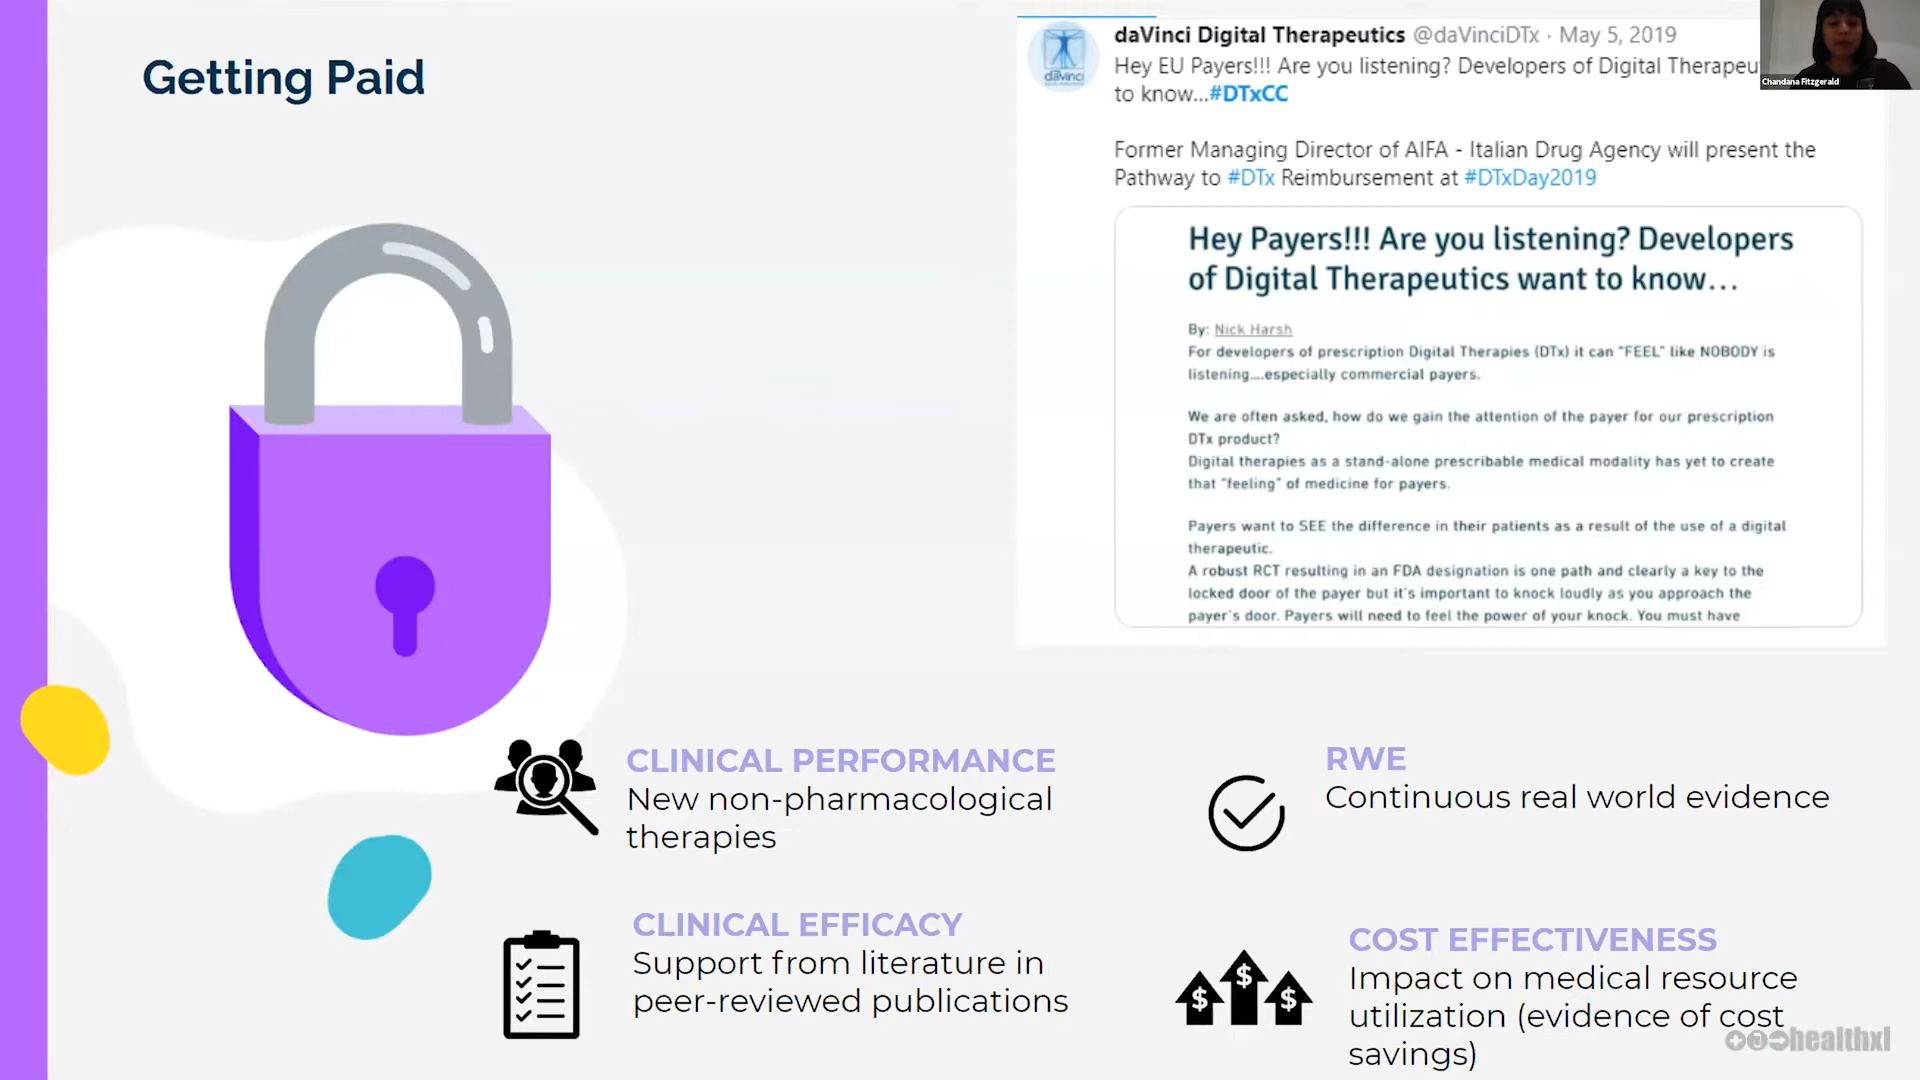 Getting Paid
daVinci Digital Therapeutics @daVinciDTx · May 5, 2019
Hey EU Payers!!! Are you listening? Developers of Digital Therapeu
to know...#DTxCC
Former Managing Director of AIFA - Italian Drug Agency will present the
Pathway to #DTx Reimbursement at #DTxDay2019
daVinci
Chandana Fitzgerald
Hey Payers!!! Are you listening? Developers
of Digital Therapeutics want to know...
By: Nick Harsh
For developers of prescription Digital Therapies (DTx) it can "FEEL" like NOBODY is
listening....especially commercial payers.
We are often asked, how do we gain the attention of the payer for our prescription
DTx product?
Digital therapies as a stand-alone prescribable medical modality has yet to create
that "feeling" of medicine for payers.
Payers want to SEE the difference in their patients as a result of the use of a digital
therapeutic.
A robust RCT resulting in an FDA designation is one path and clearly a key to the
locked door of the payer but it's important to knock loudly as you approach the
payer's door. Payers will need to feel the power of your knock. You must have
CLINICAL PERFORMANCE
New non-pharmacological
therapies
RWE
Continuous real world evidence
CLINICAL EFFICACY
Support from literature in
peer-reviewed publications
COST EFFECTIVENESS
Impact on medical resource
utilization (evidence of cost
savings)
$ $ $
healthxl